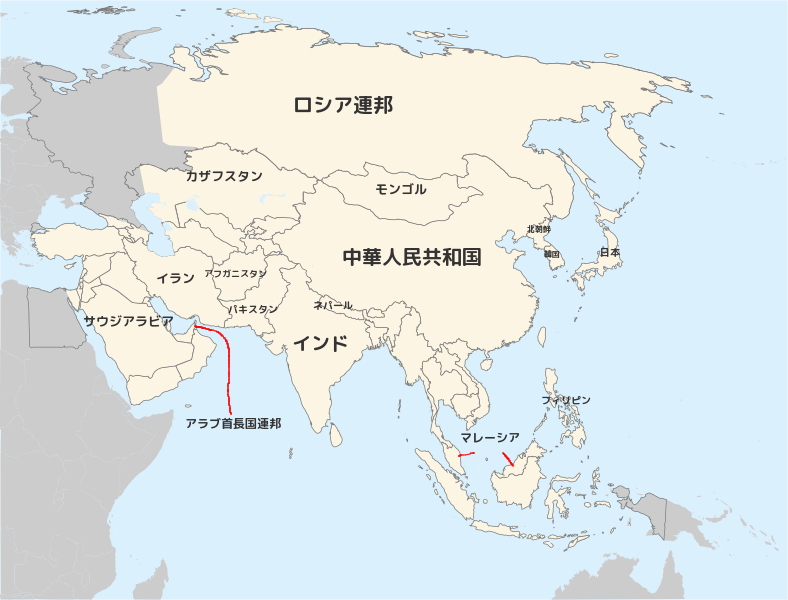 ロシア連邦
カザフスタン
モンゴル
北朝鮮
韓国
日本
中華人民共和国
イラン
アフガニスタン
パキスタン
ネパール
サウジアラビア
インド
フィリピン
アラブ首長国連邦
マレーシア